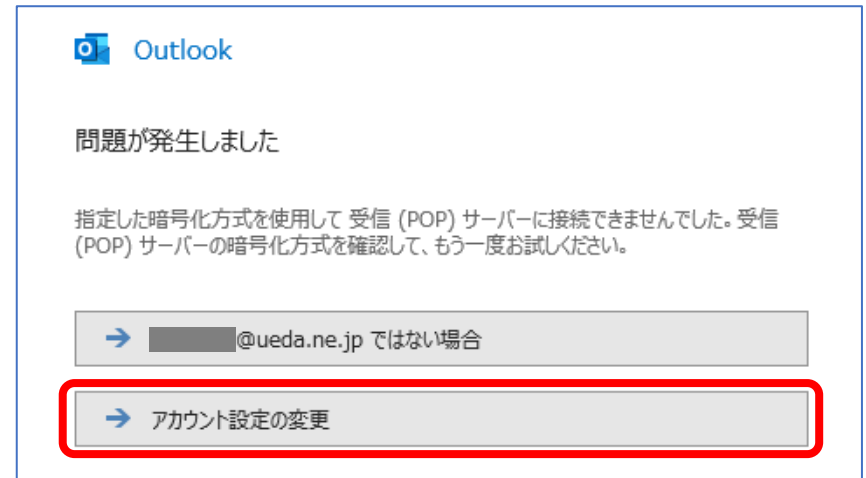 Outlook
問題が発生しました
指定した暗号化方式を使用して 受信 (POP) サーバーに接続できませんでした。受信
(POP) サーバーの暗号化方式を確認して、もう一度お試しください。
@ueda.ne.jp ではない場合
アカウント設定の変更